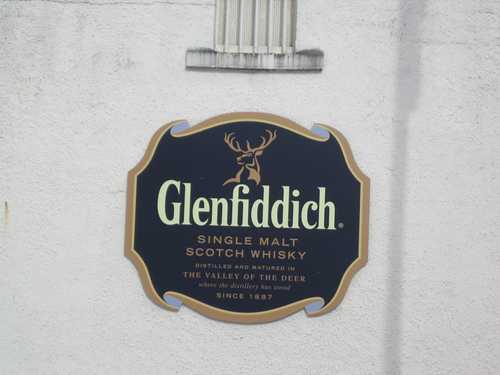 Glenfiddich®
SINGLE MALT
SCOTCH WHISKY
DISTILLED AND MATURED IN
THE VALLEY OF THE DEER
where the distillery has stood
SINCE 1887